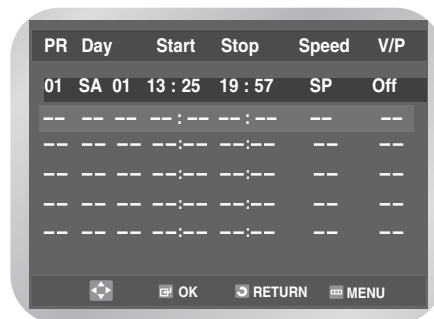 PR Day Start Stop Speed V/P
01 SA 01 13 : 25 19 : 57 SP Off
-- -- -- -- : -- -- : -- -- --
-- -- -- --:-- --:-- -- --
-- -- -- --:-- --:-- -- --
-- -- -- --:-- --:-- -- --
-- -- -- --:-- --:-- -- --
OK RETURN MENU